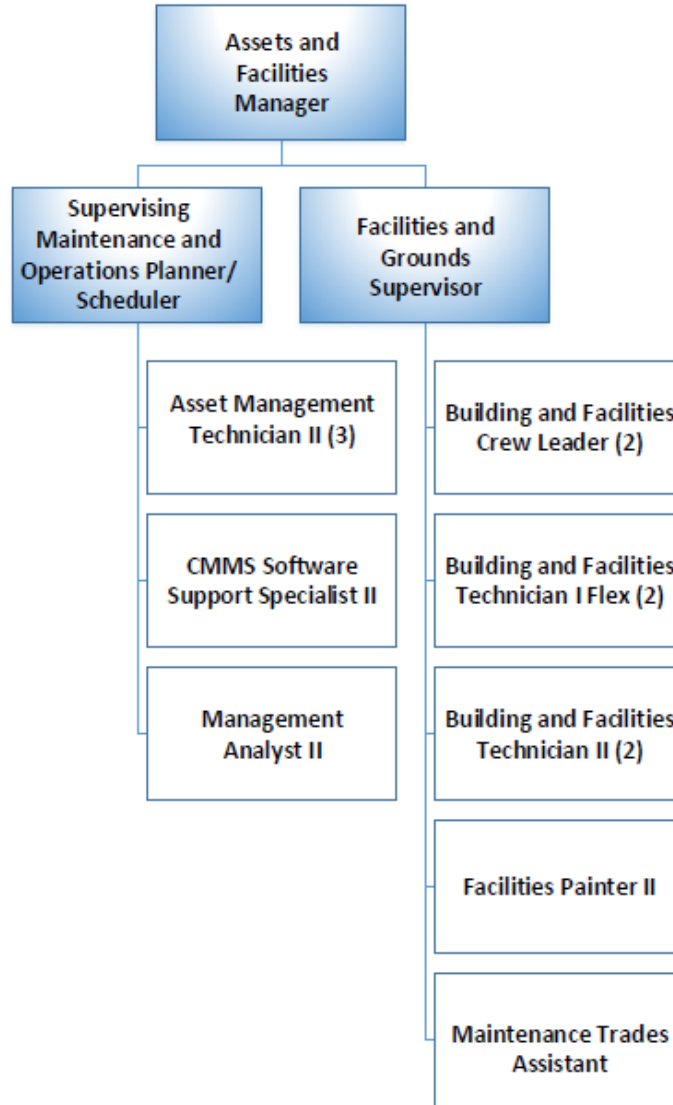 Assets and
Facilities
Manager
Supervising
Maintenance and
Operations Planner/
Scheduler
Facilities and
Grounds
Supervisor
Asset Management
Technician II (3)
CMMS Software
Support Specialist II
Management
Analyst II
Building and Facilities
Crew Leader (2)
Building and Facilities
Technician I Flex (2)
Building and Facilities
Technician II (2)
Facilities Painter II
Maintenance Trades
Assistant